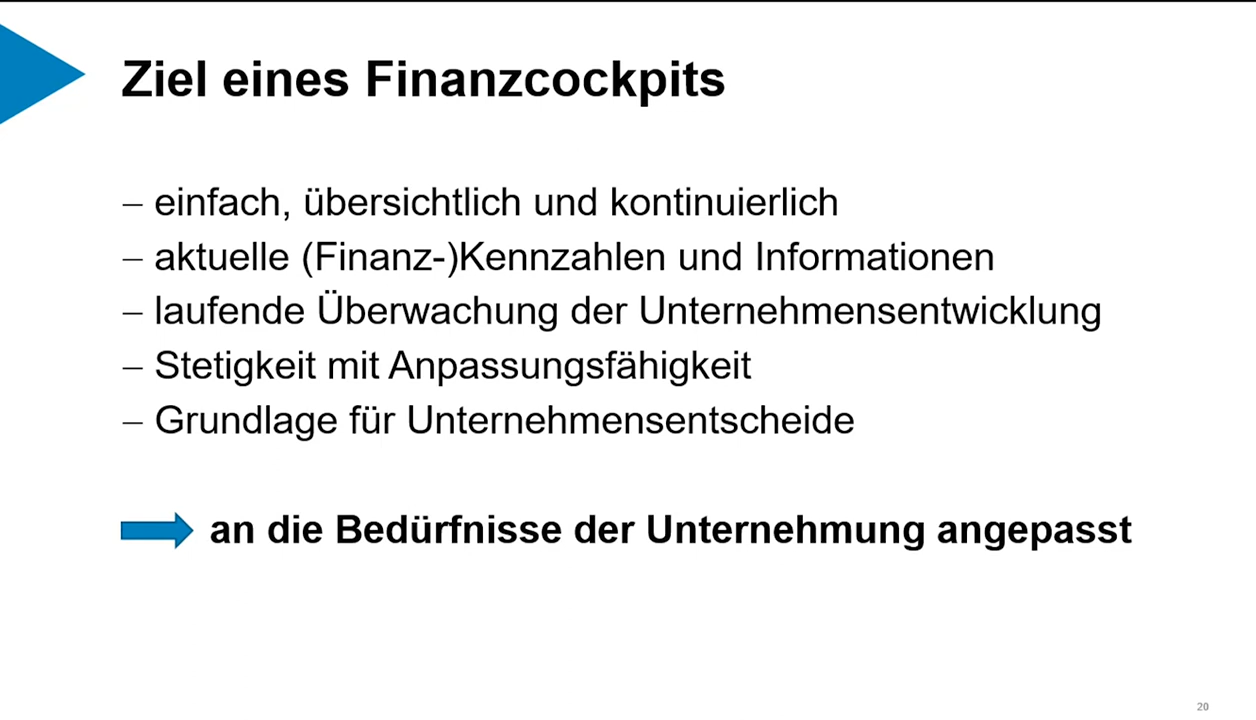 Ziel eines Finanzcockpits
– einfach, übersichtlich und kontinuierlich
– aktuelle (Finanz-)Kennzahlen und Informationen
– laufende Überwachung der Unternehmensentwicklung
– Stetigkeit mit Anpassungsfähigkeit
– Grundlage für Unternehmensentscheide
an die Bedürfnisse der Unternehmung angepasst
20